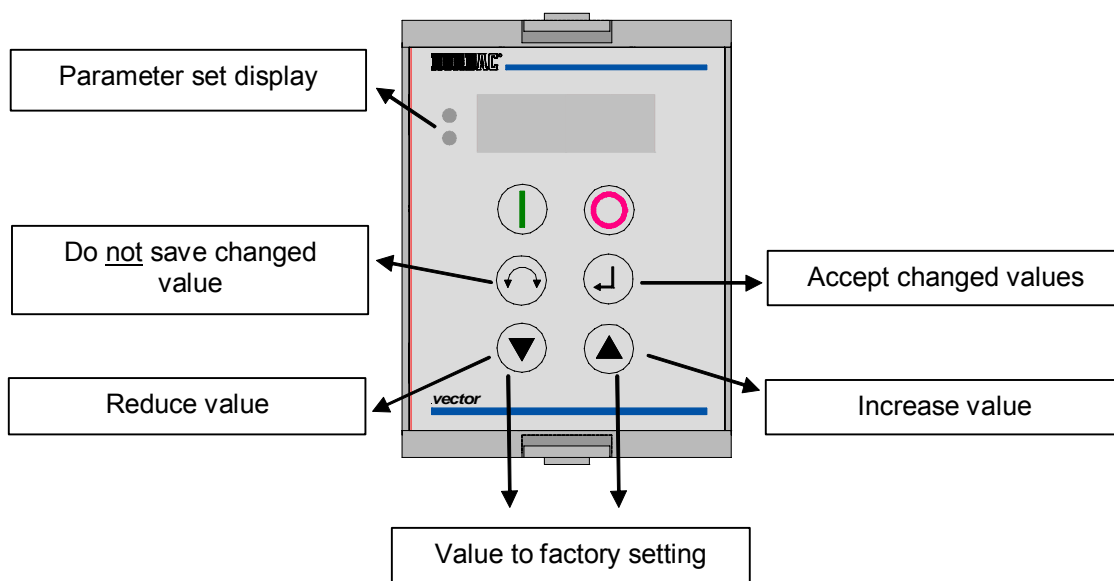 Parameter set display
Do not save changed
value
Accept changed values
Reduce value
vector
Increase value
Value to factory setting